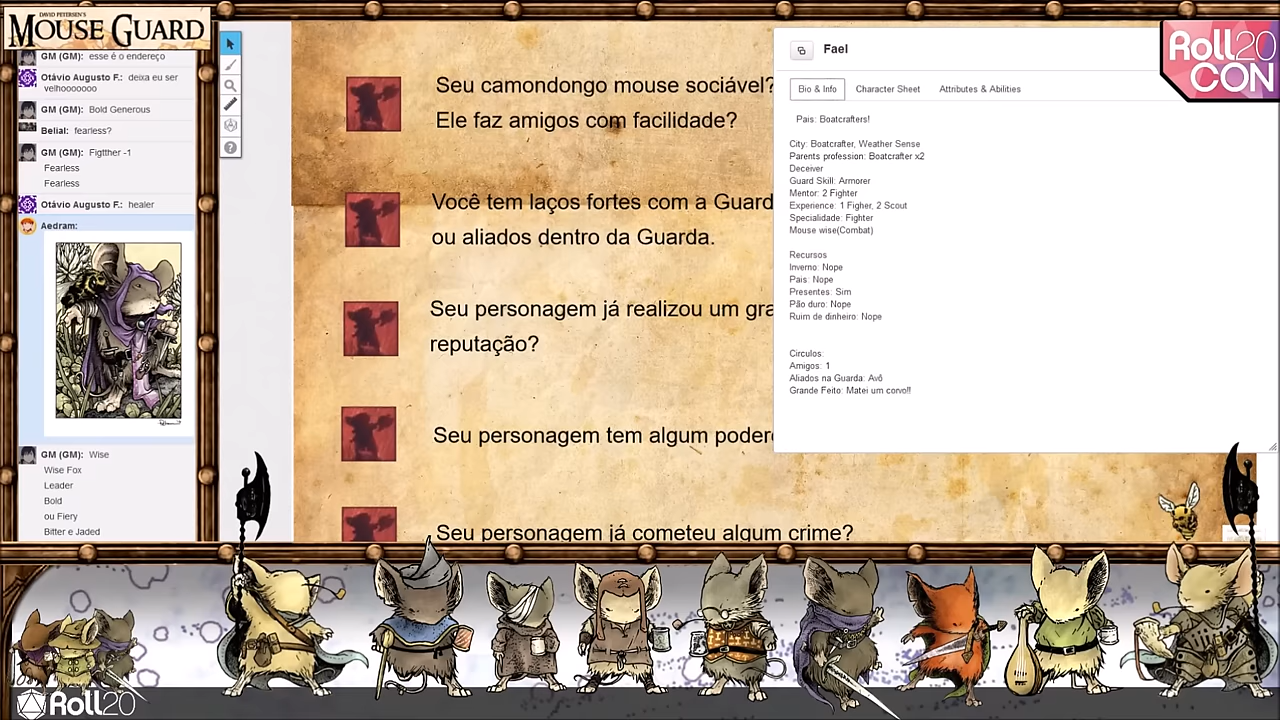 DAVID PETERSEN'S
MOUSE GUARD
GM (GM): esse é o endereço
Otávio Augusto F.: deixa eu ser
velhooooooo
GM (GM): Bold Generous
Belial: fearless?
GM (GM): Figtther -1
Fearless
Fearless
Otávio Augusto F.: healer
Aedram:
GM (GM): Wise
Wise Fox
Leader
Bold
ou Fiery
Bitter e Jaded
Seu camondongo mouse sociável?
Ele faz amigos com facilidade?
Você tem laços fortes com a Guard
ou aliados dentro da Guarda.
Seu personagem já realizou um gra
reputação?
Seu personagem tem algum podero
Seu personagem já cometeu algum crime?
Fael
Bio & Info
Character Sheet
Attributes & Abilities
Pais: Boatcrafters!
City: Boatcrafter, Weather Sense
Parents profession: Boatcrafter x2
Deceiver
Guard Skill: Armorer
Mentor: 2 Fighter
Experience: 1 Figher, 2 Scout
Specialidade: Fighter
Mouse wise(Combat)
Recursos
Inverno: Nope
Pais: Nope
Presentes: Sim
Pão duro: Nope
Ruim de dinheiro: Nope
Circulos:
Amigos: 1
Aliados na Guarda: Avô
Grande Feito: Matei um corvo!!
Roll20
CON
Roll20